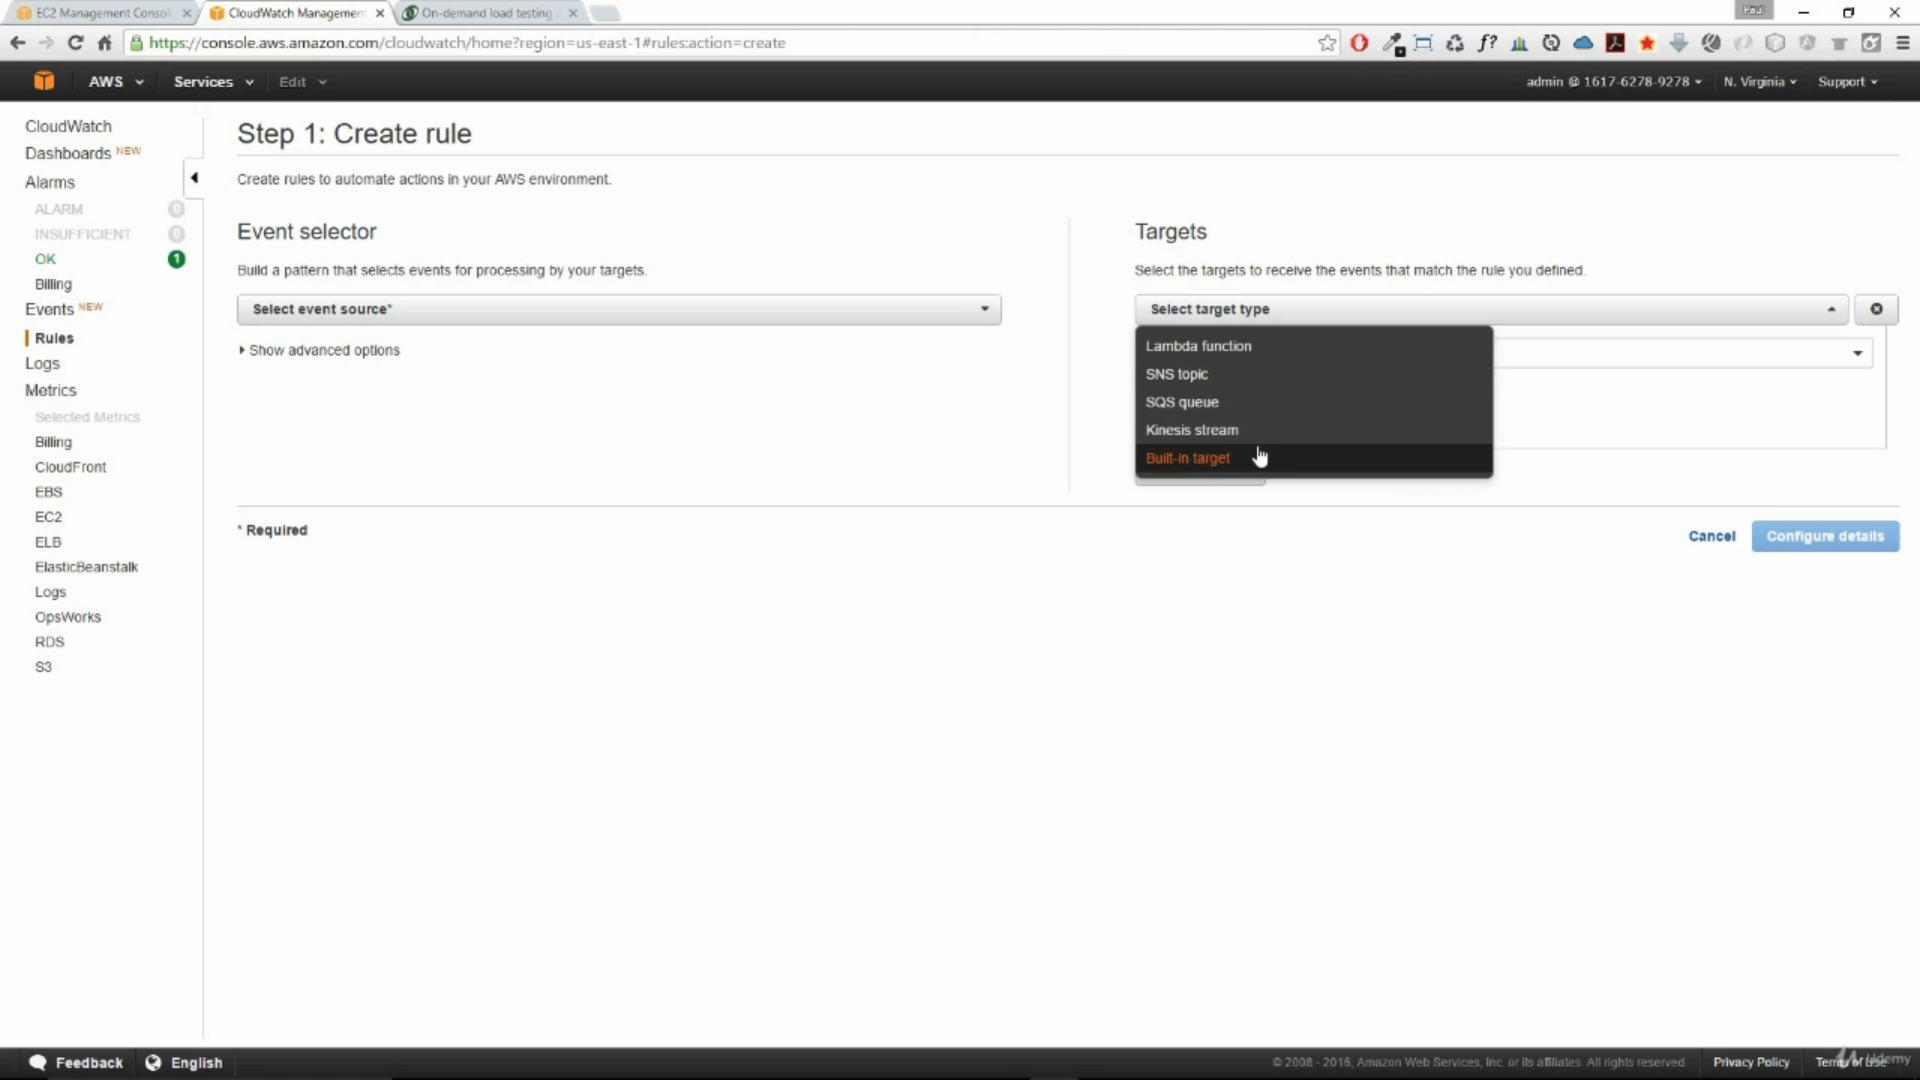 EC2 Management Consol
CloudWatch Managemen
On-demand load testing
Paul
https://console.aws.amazon.com/cloudwatch/home?region=us-east-1#rules:action=create
f?
AWS
Services
Edit
admin @ 1617-6278-9278
N. Virginia
Support
CloudWatch
Dashboards NEW
Alarms
ALARM 0
INSUFFICIENT 0
OK 1
Billing
Events NEW
Rules
Logs
Metrics
Selected Metrics
Billing
CloudFront
EBS
EC2
ELB
ElasticBeanstalk
Logs
OpsWorks
RDS
S3
Step 1: Create rule
Create rules to automate actions in your AWS environment.
Event selector
Build a pattern that selects events for processing by your targets.
Select event source*
Show advanced options
Targets
Select the targets to receive the events that match the rule you defined.
Select target type
Lambda function
SNS topic
SQS queue
Kinesis stream
Built-in target
* Required
Cancel
Configure details
Feedback
English
© 2008 - 2016, Amazon Web Services, Inc. or its affiliates. All rights reserved.
Privacy Policy
Terms of Use
Udemy